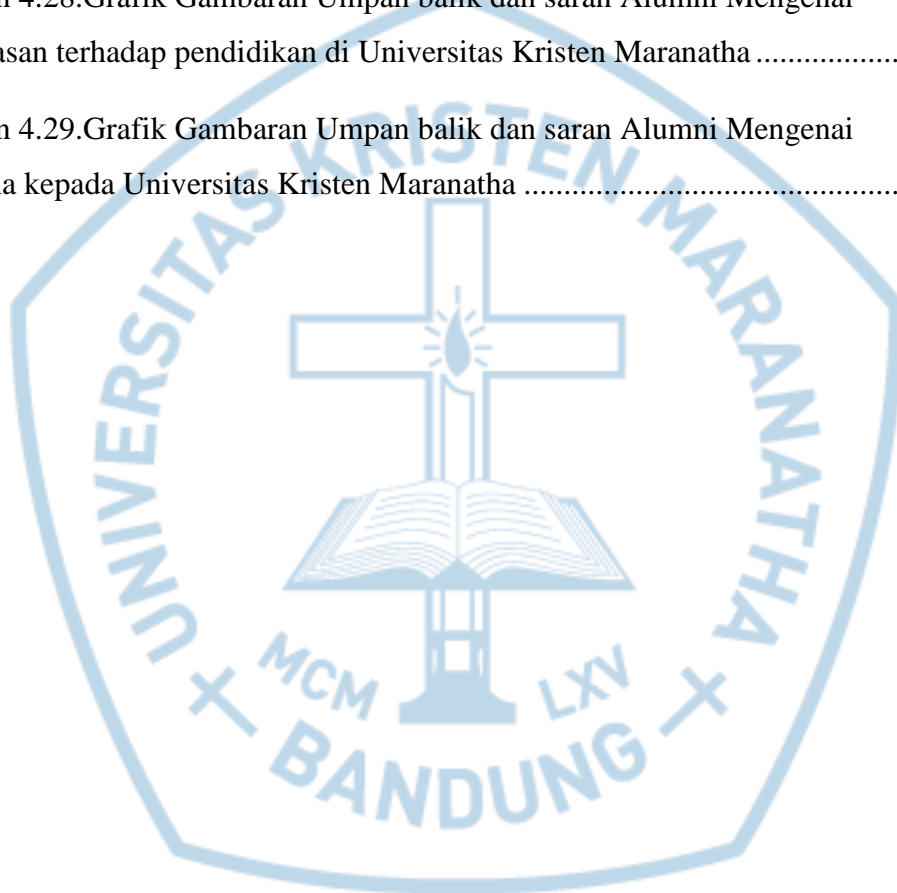 n 4.28.Grafik Gambaran Umpan balik dan saran Alumni Mengenai
asan terhadap pendidikan di Universitas Kristen Maranatha ..................
n 4.29.Grafik Gambaran Umpan balik dan saran Alumni Mengenai
a kepada Universitas Kristen Maranatha ...............................................
UNIVERSITAS KRISTEN MARANATHA
MCM LXV
BANDUNG